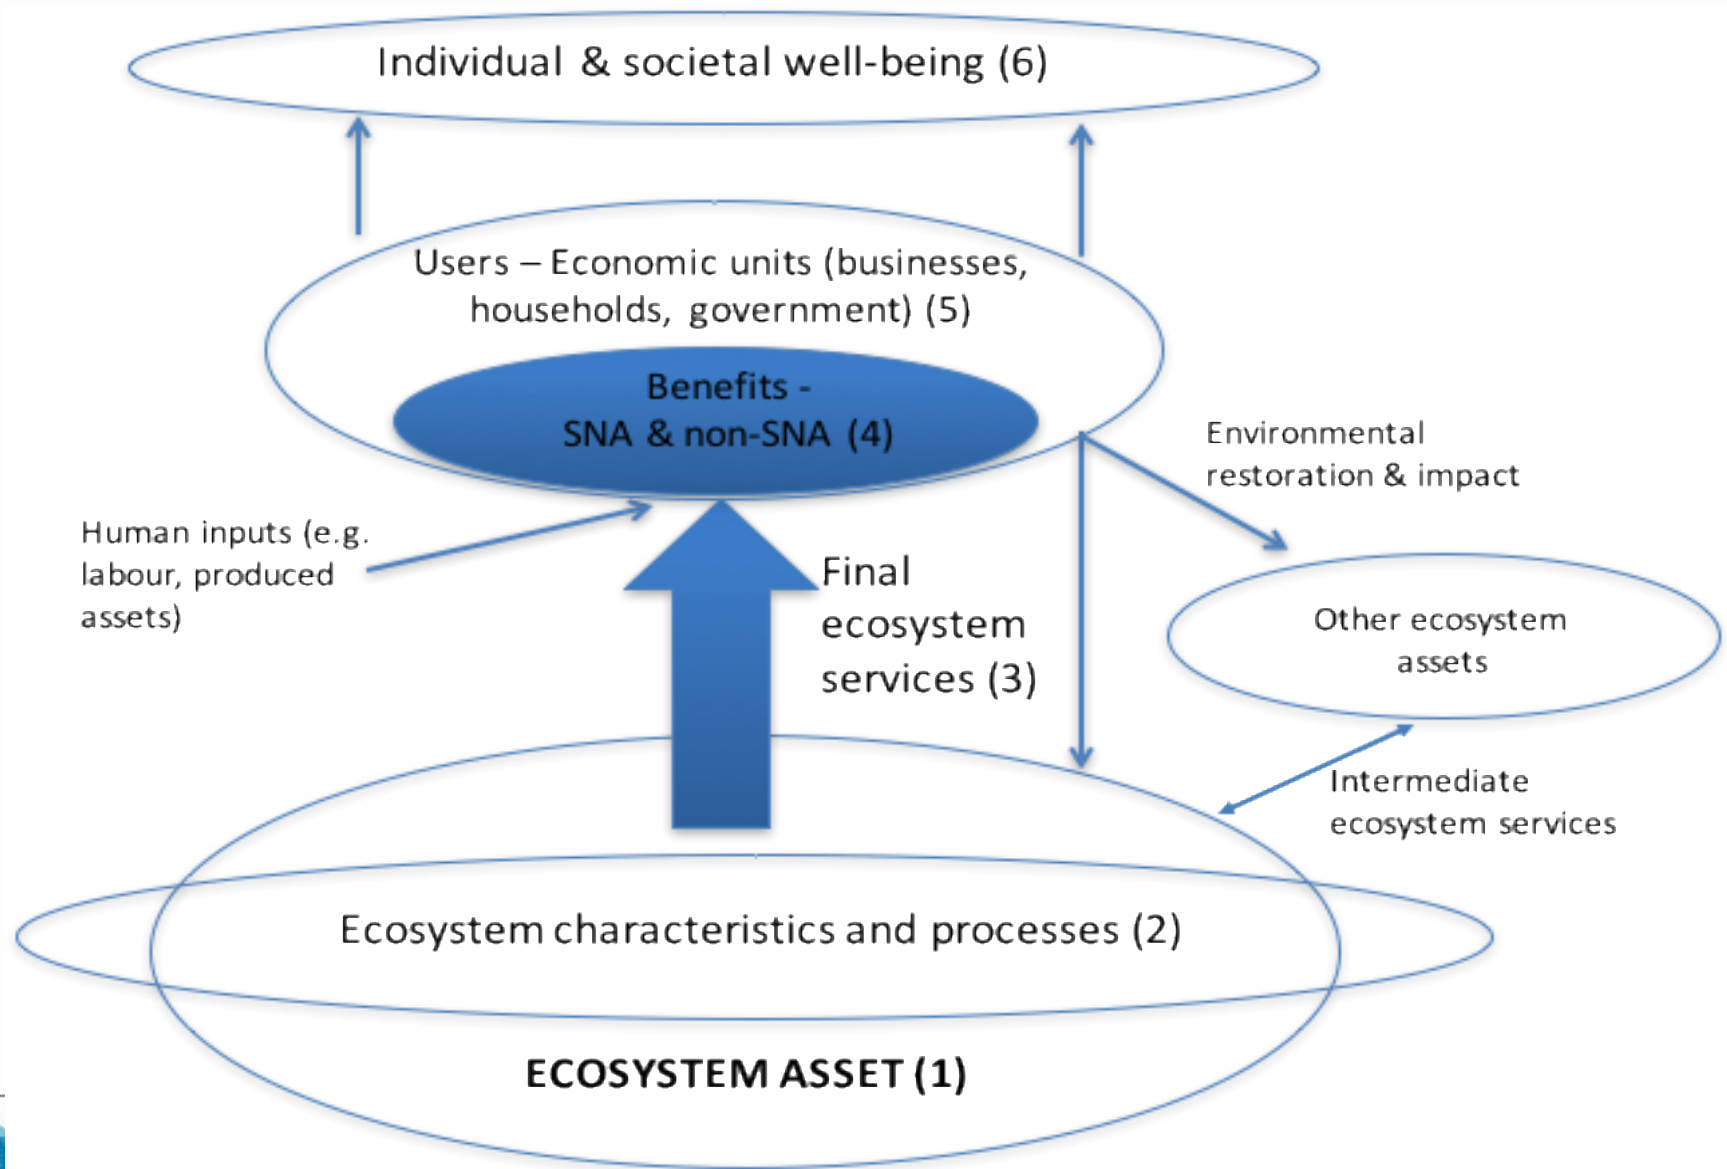 Individual & societal well-being (6)
Users – Economic units (businesses,
households, government) (5)
Benefits -
SNA & non-SNA (4)
Environmental
restoration & impact
Human inputs (e.g.
labour, produced
assets)
Final
ecosystem
services (3)
Other ecosystem
assets
Intermediate
ecosystem services
Ecosystem characteristics and processes (2)
ECOSYSTEM ASSET (1)